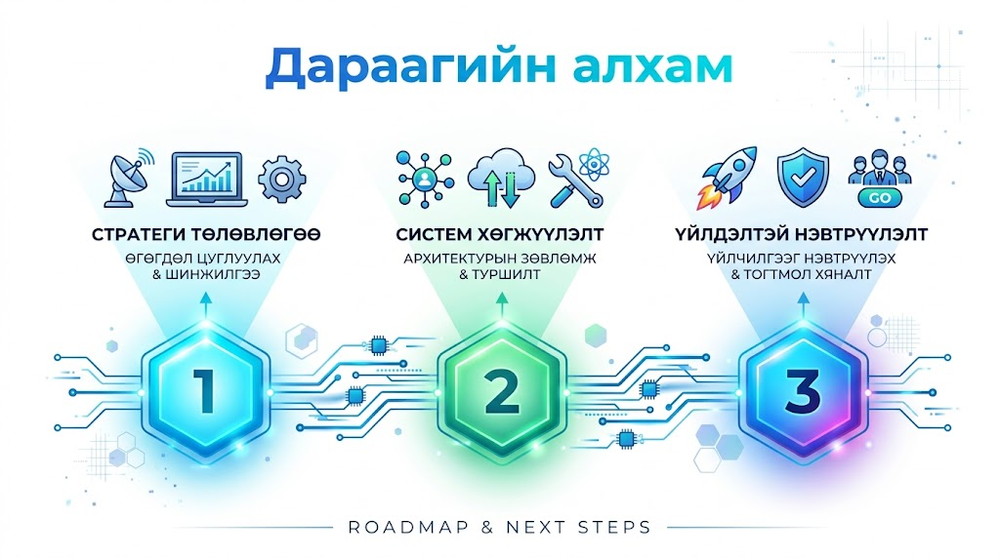 Дараагийн алхам
СТРАТЕГИ ТӨЛӨВЛӨГӨӨ
ӨГӨГДӨЛ ЦУГЛУУЛАХ
& ШИНЖИЛГЭЭ
1
СИСТЕМ ХӨГЖҮҮЛЭЛТ
АРХИТЕКТУРЫН ЗӨВЛӨМЖ
& ТУРШИЛТ
2
GO
ҮЙЛДЭЛТЭЙ НЭВТРҮҮЛЭЛТ
ҮЙЛЧИЛГЭЭГ НЭВТРҮҮЛЭХ
& ТОГТМОЛ ХЯНАЛТ
3
ROADMAP & NEXT STEPS